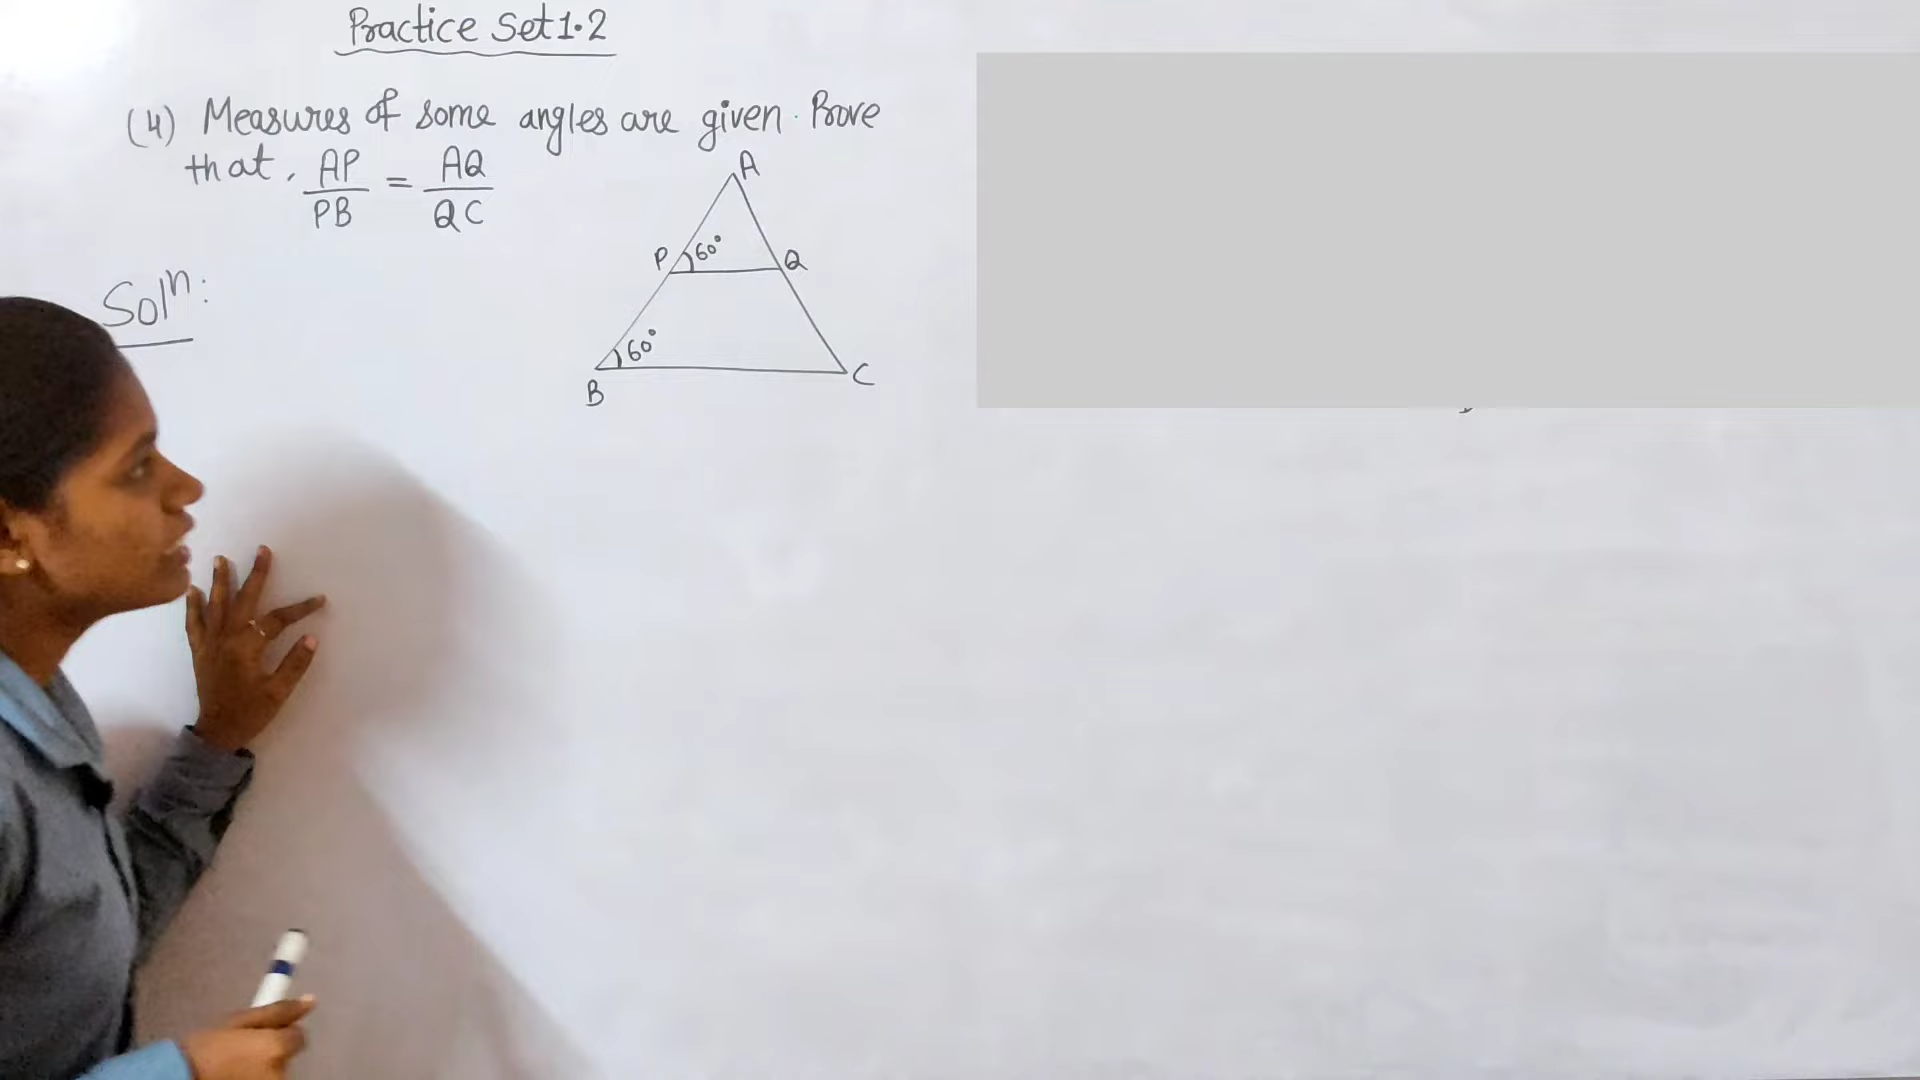 Practice Set 1.2
(4) Measures of some angles are given. Prove
that, AP/PB = AQ/QC
A
P 60° Q
60°
B C
Solⁿ: